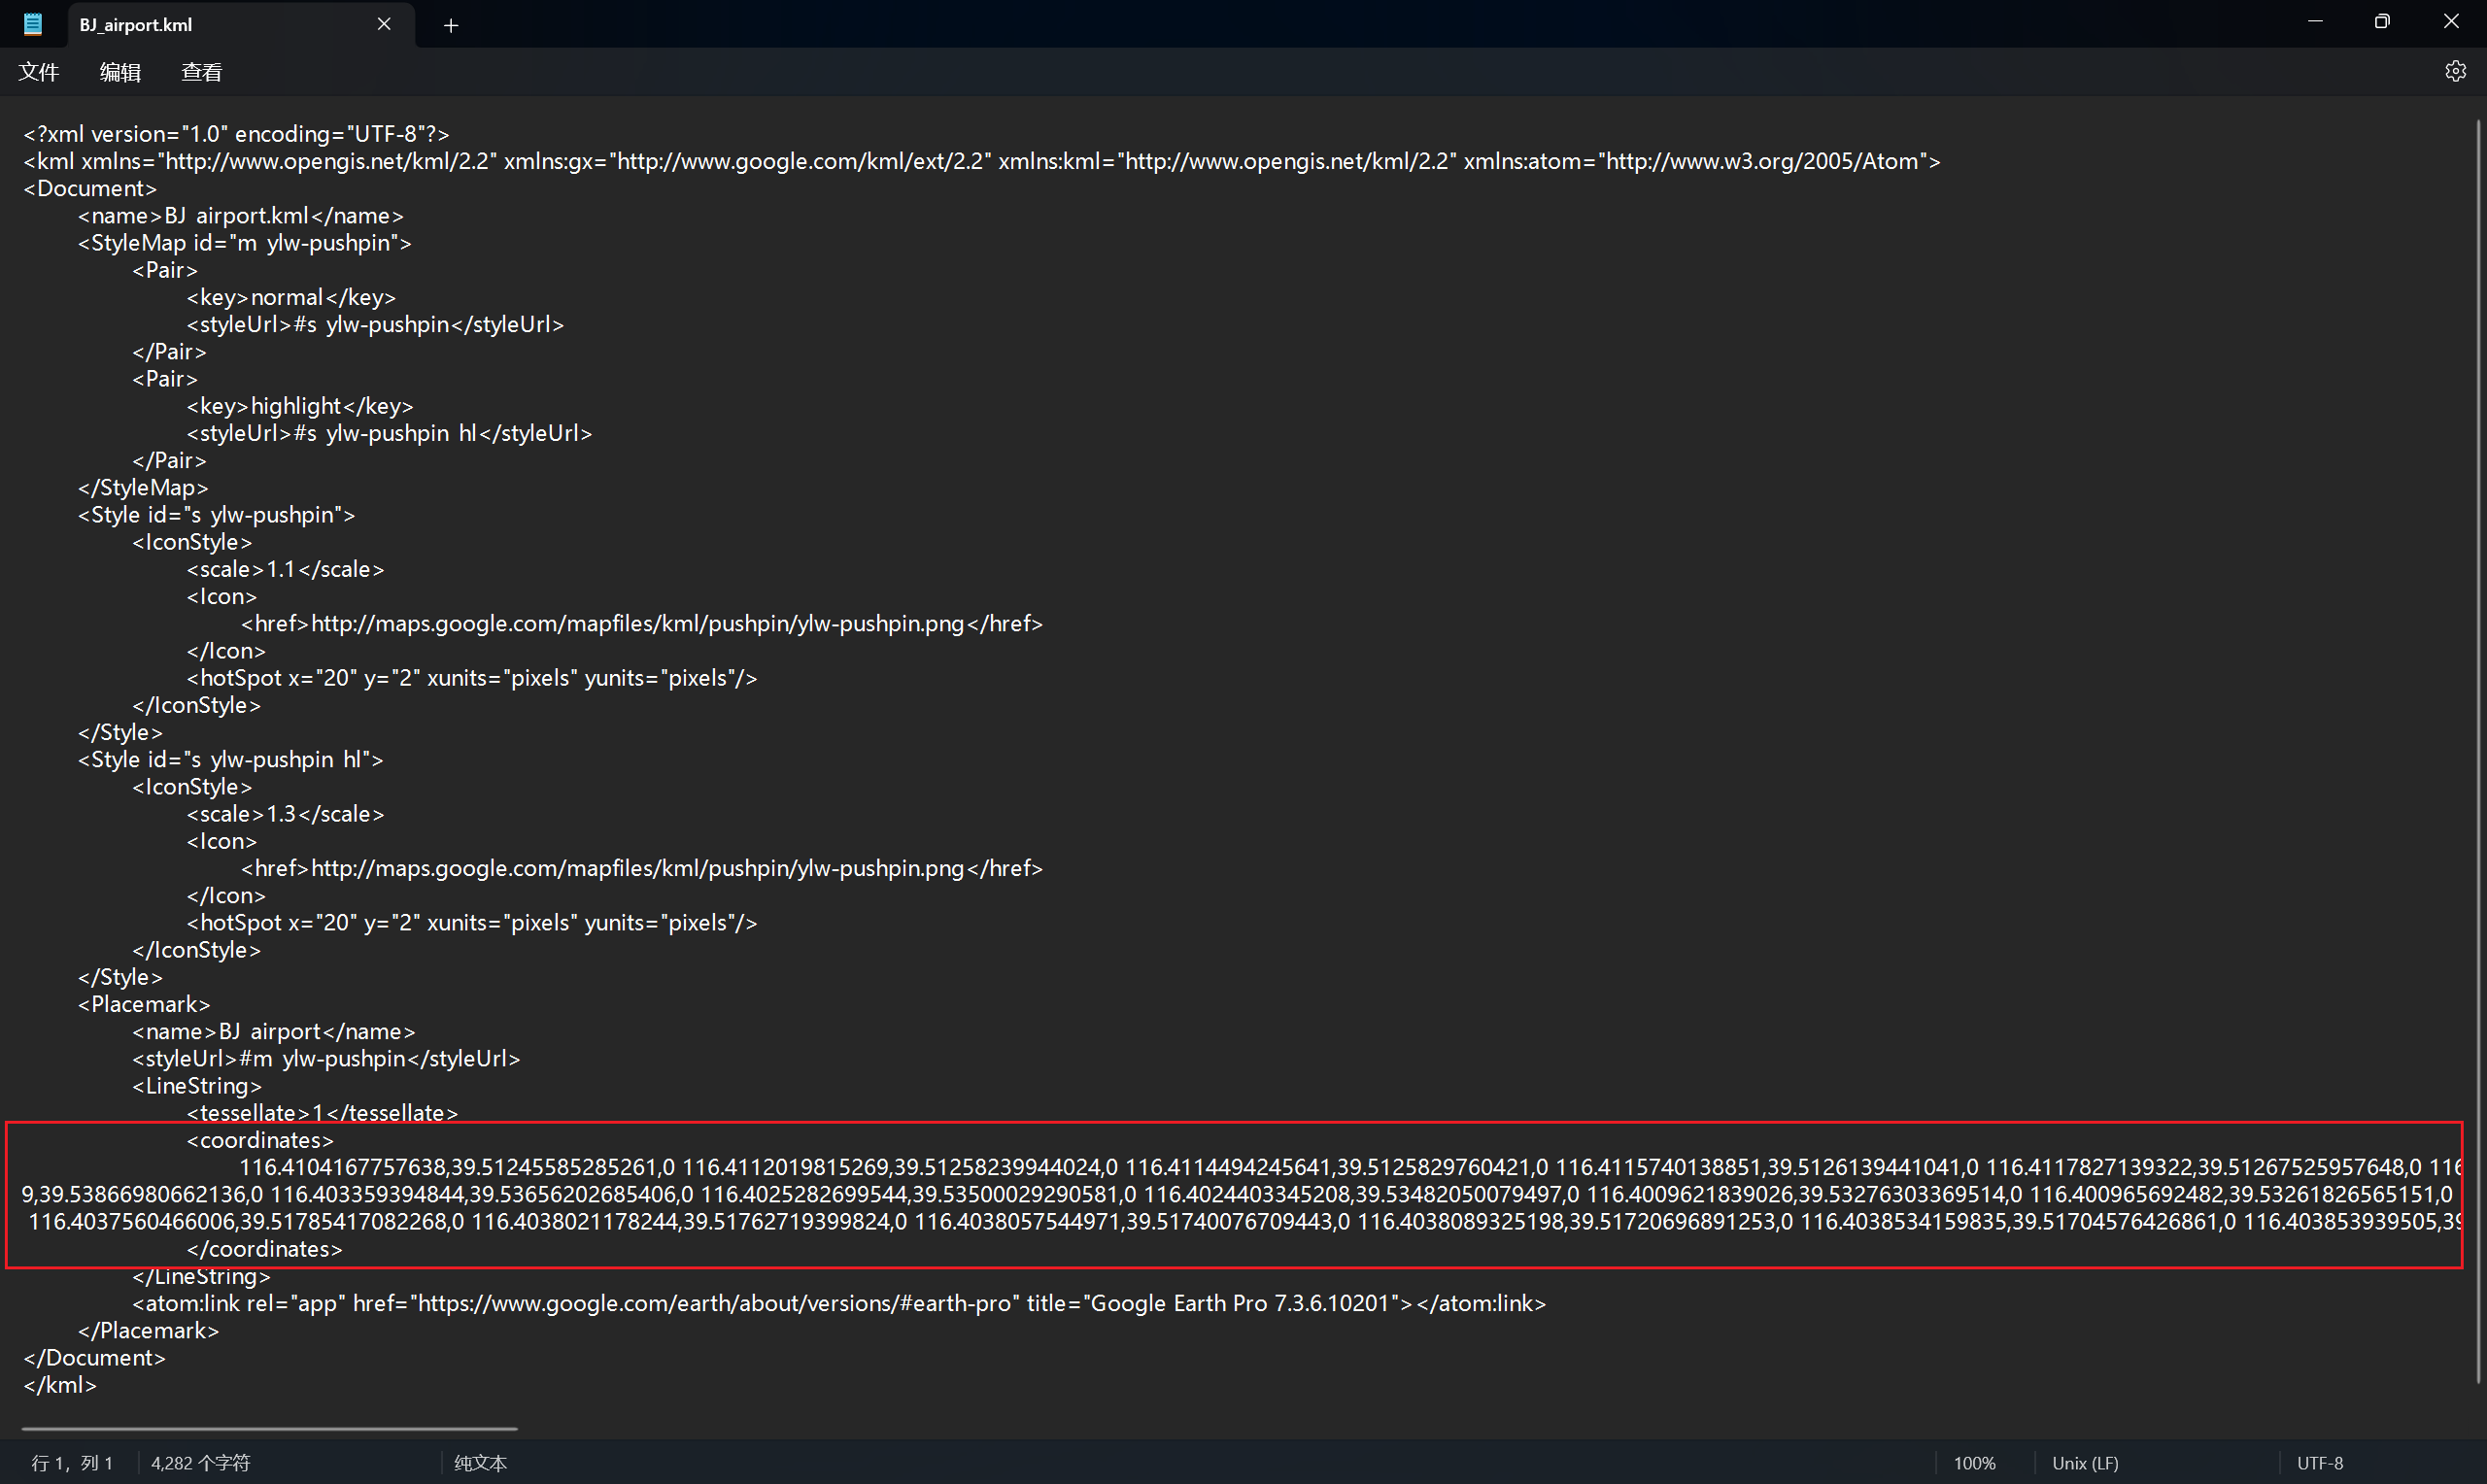 BJ_airport.kml
文件 编辑 查看
<?xml version="1.0" encoding="UTF-8"?>
<kml xmlns="http://www.opengis.net/kml/2.2" xmlns:gx="http://www.google.com/kml/ext/2.2" xmlns:kml="http://www.opengis.net/kml/2.2" xmlns:atom="http://www.w3.org/2005/Atom">
<Document>
<name>BJ airport.kml</name>
<StyleMap id="m ylw-pushpin">
<Pair>
<key>normal</key>
<styleUrl>#s ylw-pushpin</styleUrl>
</Pair>
<Pair>
<key>highlight</key>
<styleUrl>#s ylw-pushpin hl</styleUrl>
</Pair>
</StyleMap>
<Style id="s ylw-pushpin">
<IconStyle>
<scale>1.1</scale>
<Icon>
<href>http://maps.google.com/mapfiles/kml/pushpin/ylw-pushpin.png</href>
</Icon>
<hotSpot x="20" y="2" xunits="pixels" yunits="pixels"/>
</IconStyle>
</Style>
<Style id="s ylw-pushpin hl">
<IconStyle>
<scale>1.3</scale>
<Icon>
<href>http://maps.google.com/mapfiles/kml/pushpin/ylw-pushpin.png</href>
</Icon>
<hotSpot x="20" y="2" xunits="pixels" yunits="pixels"/>
</IconStyle>
</Style>
<Placemark>
<name>BJ airport</name>
<styleUrl>#m ylw-pushpin</styleUrl>
<LineString>
<tessellate>1</tessellate>
<coordinates>
116.4104167757638,39.51245585285261,0 116.4112019815269,39.51258239944024,0 116.4114494245641,39.5125829760421,0 116.4115740138851,39.5126139441041,0 116.4117827139322,39.51267525957648,0 116
9,39.53866980662136,0 116.403359394844,39.53656202685406,0 116.4025282699544,39.53500029290581,0 116.4024403345208,39.53482050079497,0 116.4009621839026,39.53276303369514,0 116.400965692482,39.53261826565151,0
116.4037560466006,39.51785417082268,0 116.4038021178244,39.51762719399824,0 116.4038057544971,39.51740076709443,0 116.4038089325198,39.51720696891253,0 116.4038534159835,39.51704576426861,0 116.403853939505,39
</coordinates>
</LineString>
<atom:link rel="app" href="https://www.google.com/earth/about/versions/#earth-pro" title="Google Earth Pro 7.3.6.10201"></atom:link>
</Placemark>
</Document>
</kml>
行 1, 列 1 4,282 个字符 纯文本 100% Unix (LF) UTF-8